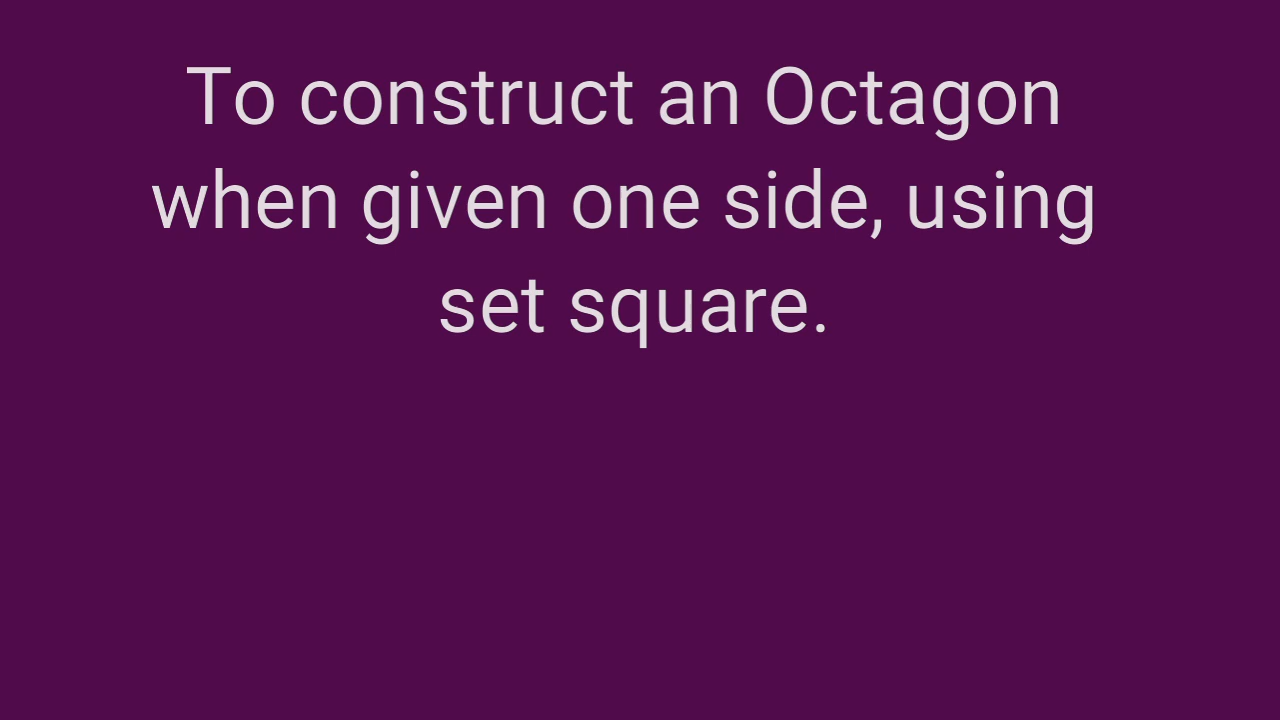 To construct an Octagon
when given one side, using
set square.